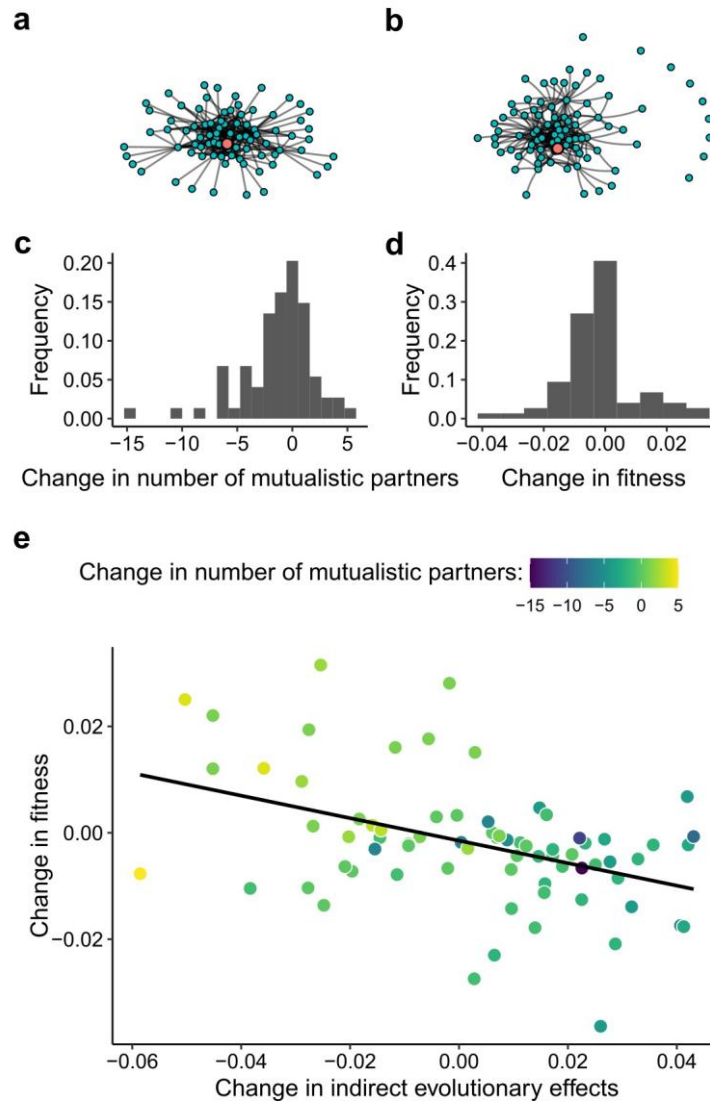 a
b
c
d
0.20
0.15
0.10
0.05
0.00
Frequency
−15 −10 −5 0 5
Change in number of mutualistic partners
0.4
0.3
0.2
0.1
0.0
Frequency
−0.04 −0.02 0.00 0.02
Change in fitness
e
Change in number of mutualistic partners:
−15 −10 −5 0 5
0.02
0.00
−0.02
Change in fitness
−0.06 −0.04 −0.02 0.00 0.02 0.04
Change in indirect evolutionary effects